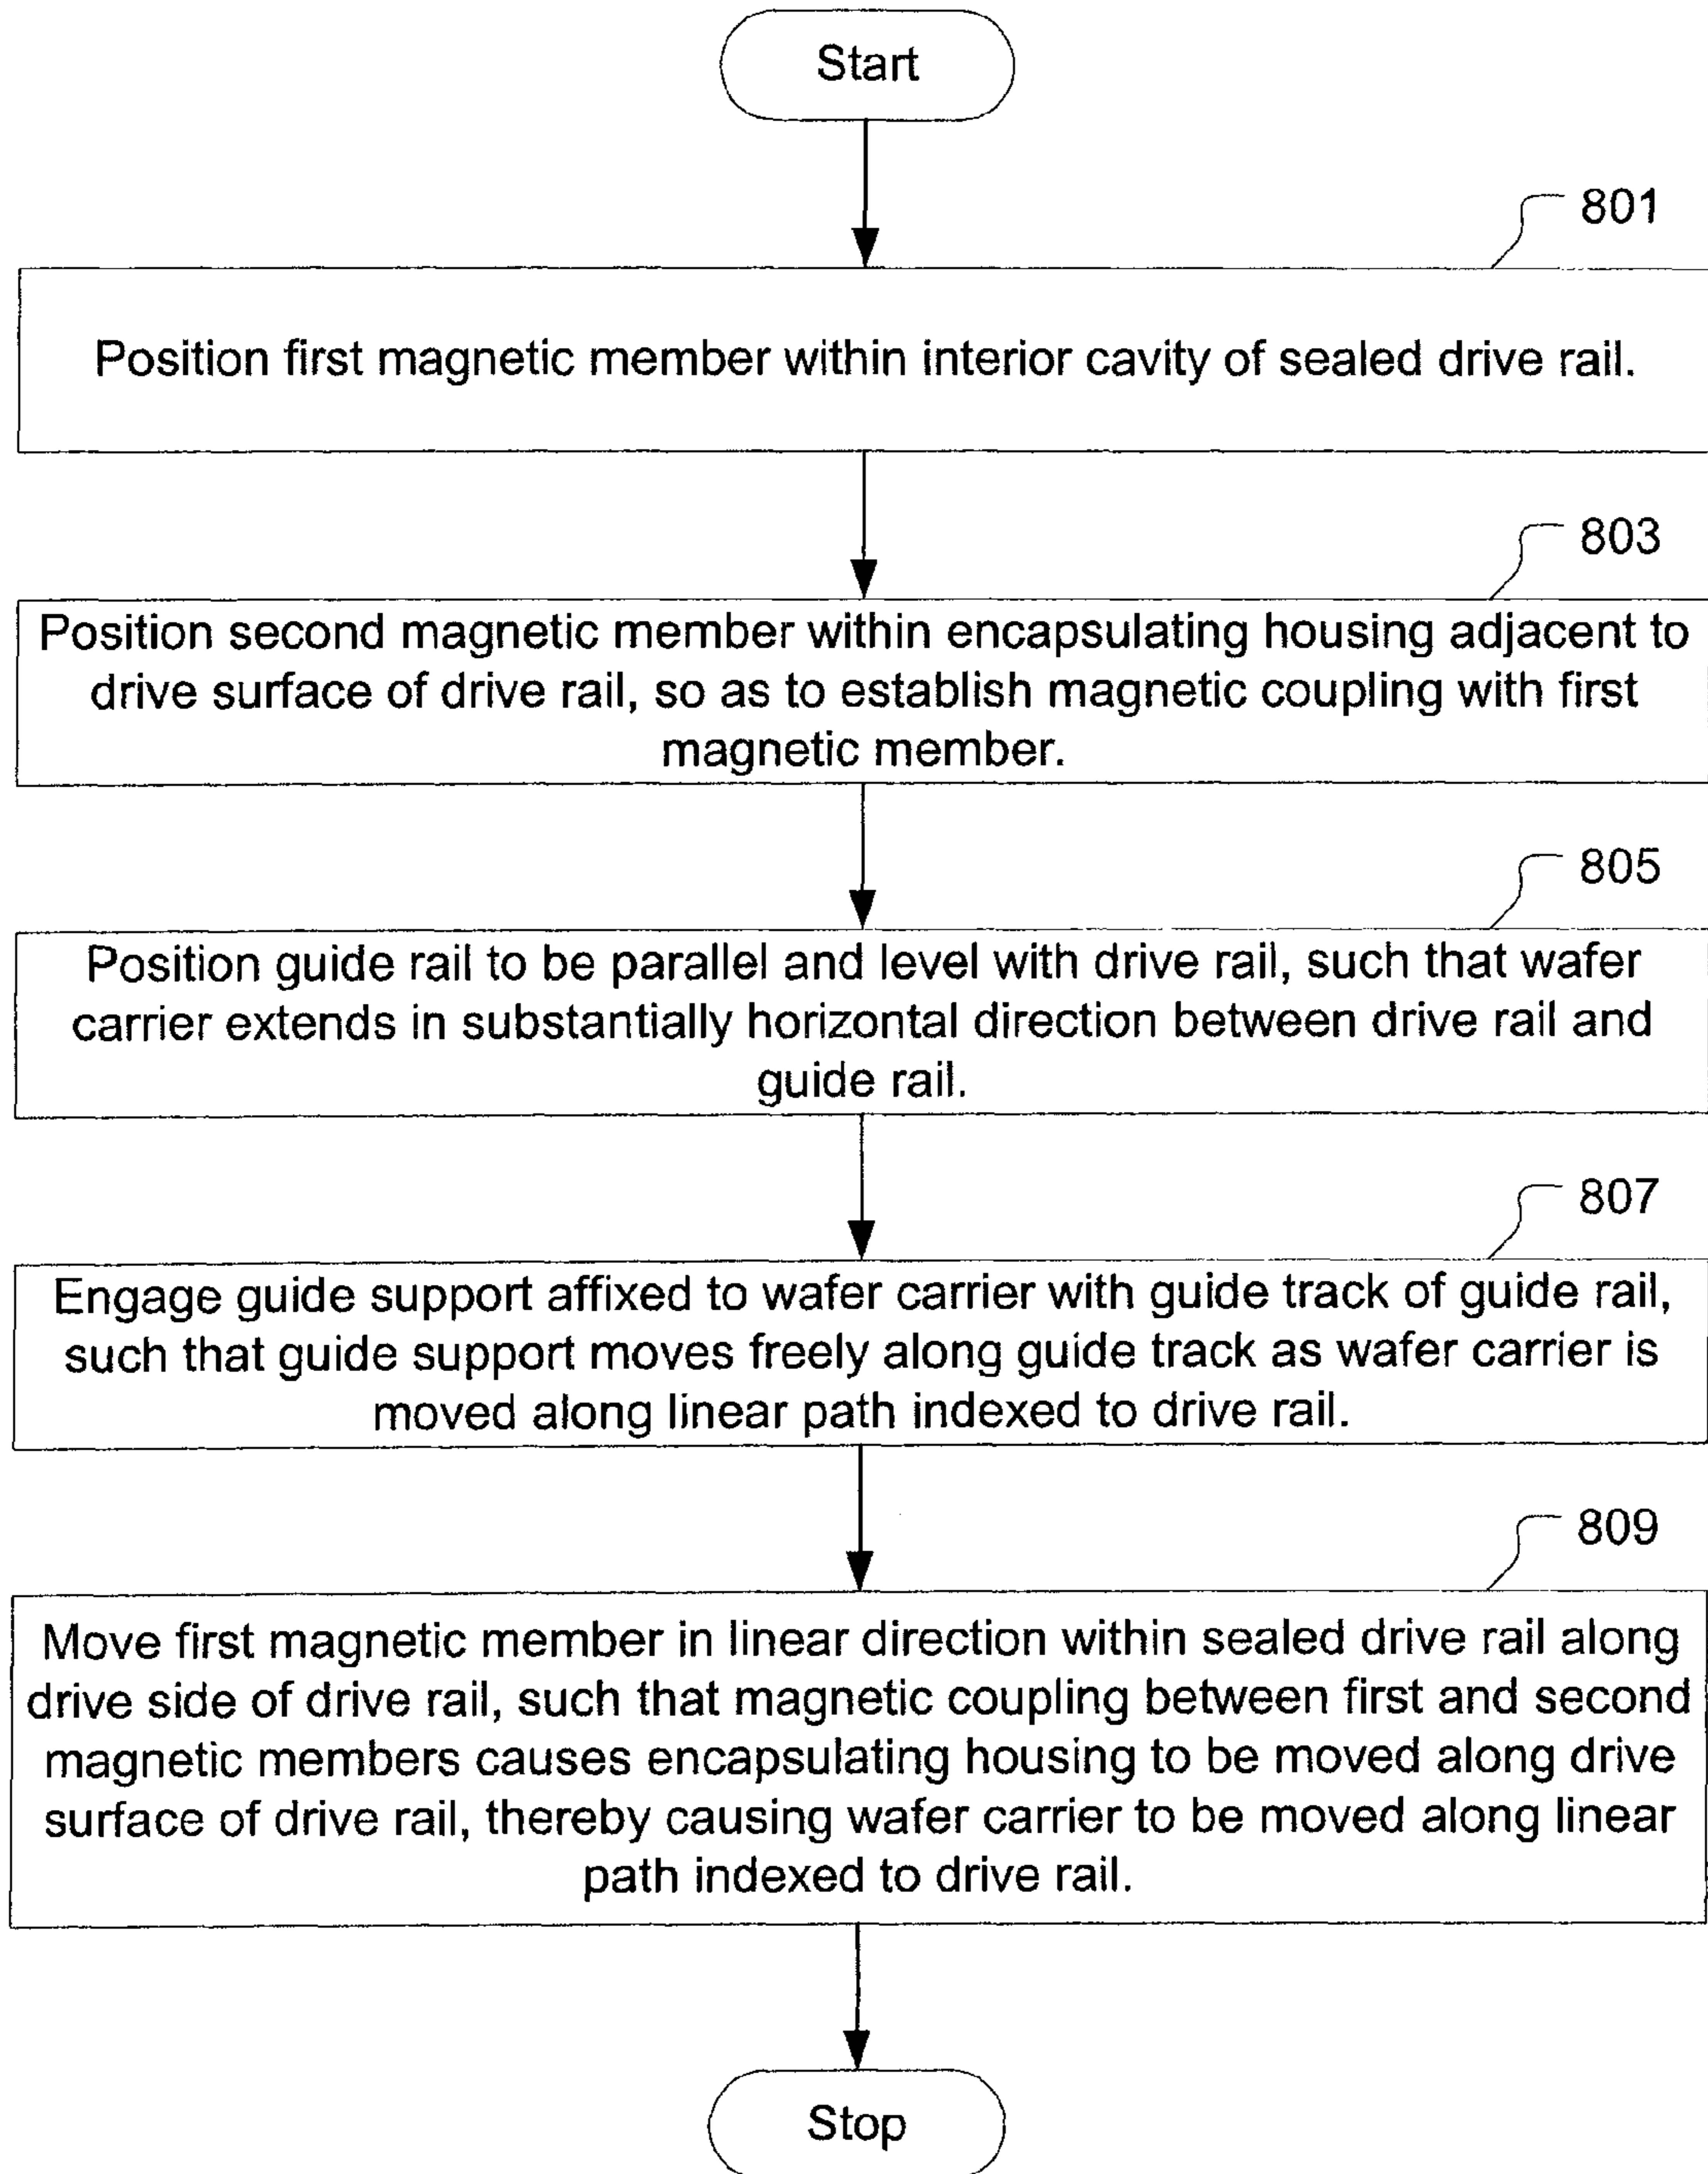 Start
801
Position first magnetic member within interior cavity of sealed drive rail.
803
Position second magnetic member within encapsulating housing adjacent to
drive surface of drive rail, so as to establish magnetic coupling with first
magnetic member.
805
Position guide rail to be parallel and level with drive rail, such that wafer
carrier extends in substantially horizontal direction between drive rail and
guide rail.
807
Engage guide support affixed to wafer carrier with guide track of guide rail,
such that guide support moves freely along guide track as wafer carrier is
moved along linear path indexed to drive rail.
809
Move first magnetic member in linear direction within sealed drive rail along
drive side of drive rail, such that magnetic coupling between first and second
magnetic members causes encapsulating housing to be moved along drive
surface of drive rail, thereby causing wafer carrier to be moved along linear
path indexed to drive rail.
Stop